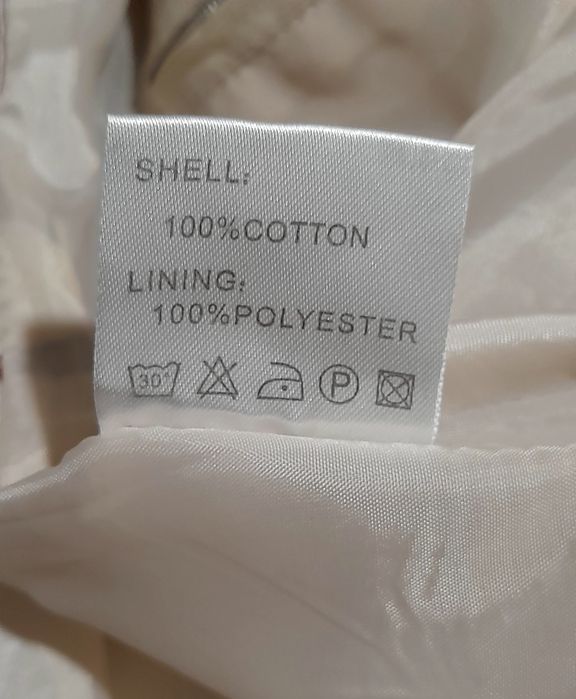 SHELL:
100%COTTON
LINING:
100%POLYESTER
30° P